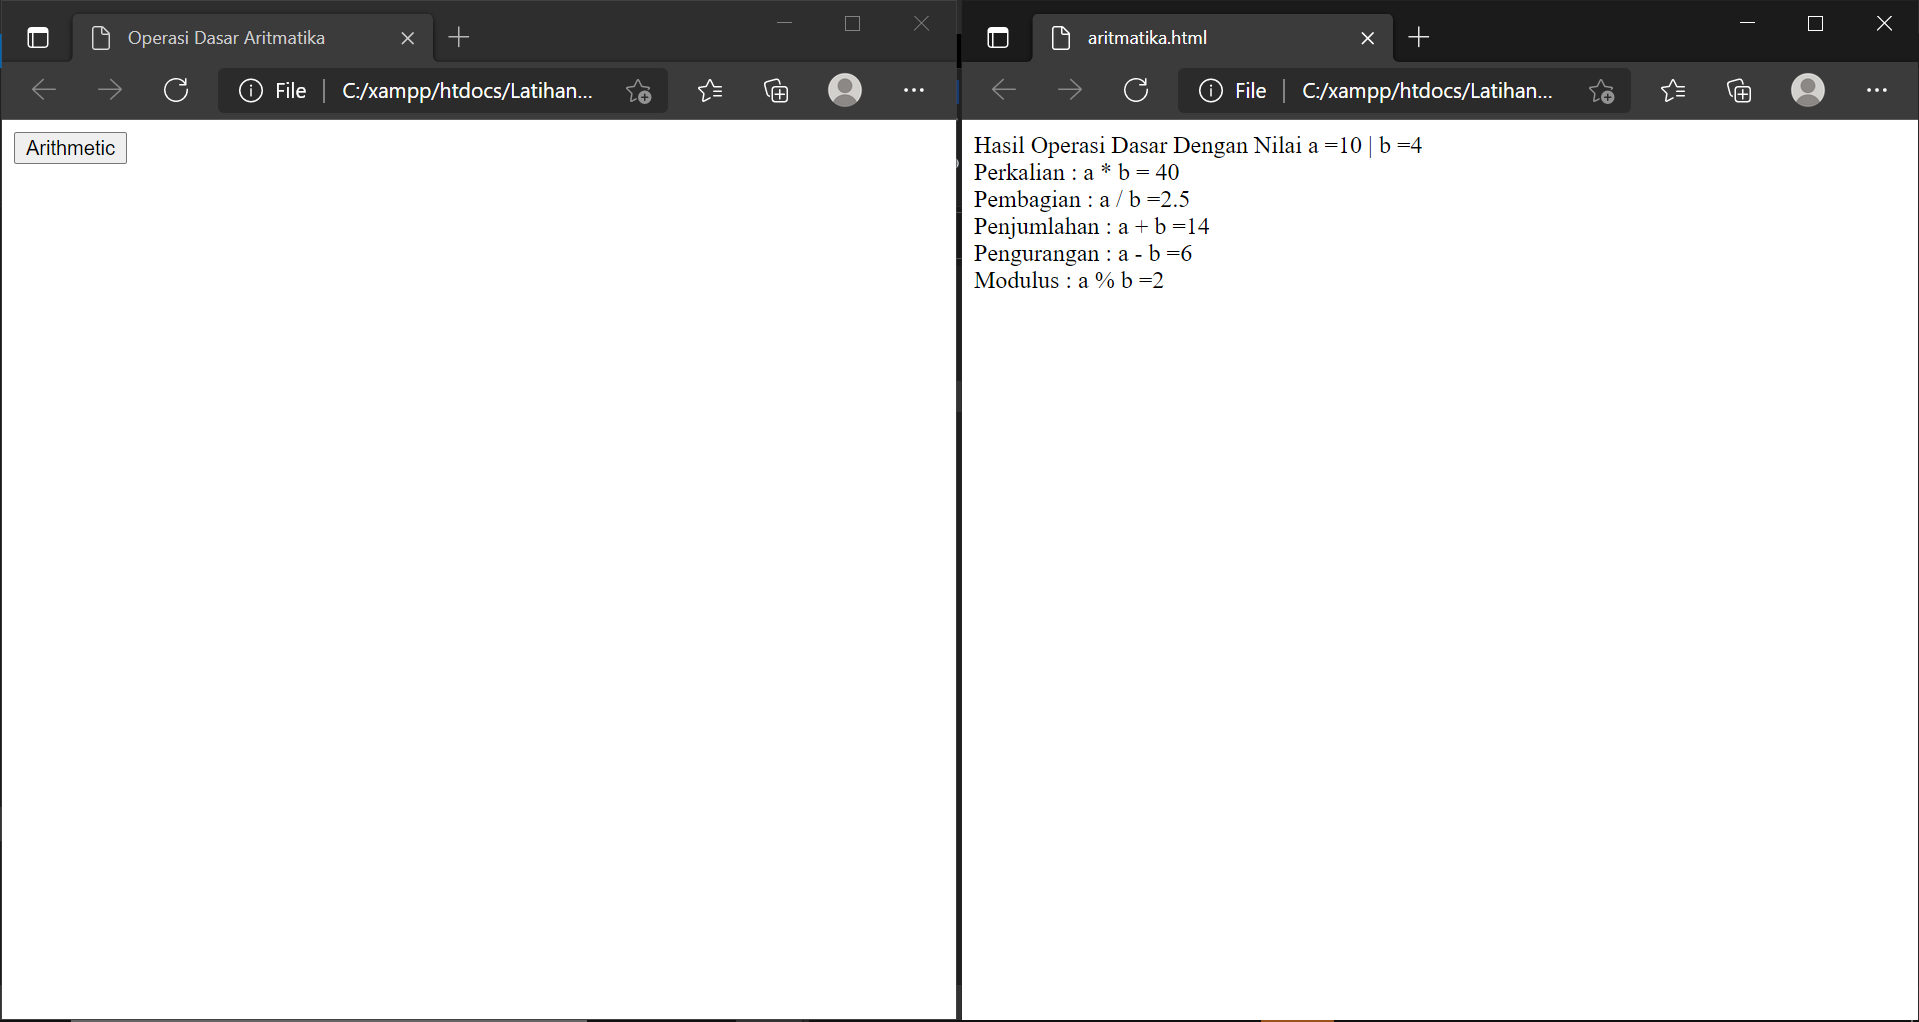 Operasi Dasar Aritmatika
File
C:/xampp/htdocs/Latihan...
Arithmetic
aritmatika.html
File
C:/xampp/htdocs/Latihan...
Hasil Operasi Dasar Dengan Nilai a =10 | b =4
Perkalian : a * b = 40
Pembagian : a / b =2.5
Penjumlahan : a + b =14
Pengurangan : a - b =6
Modulus : a % b =2